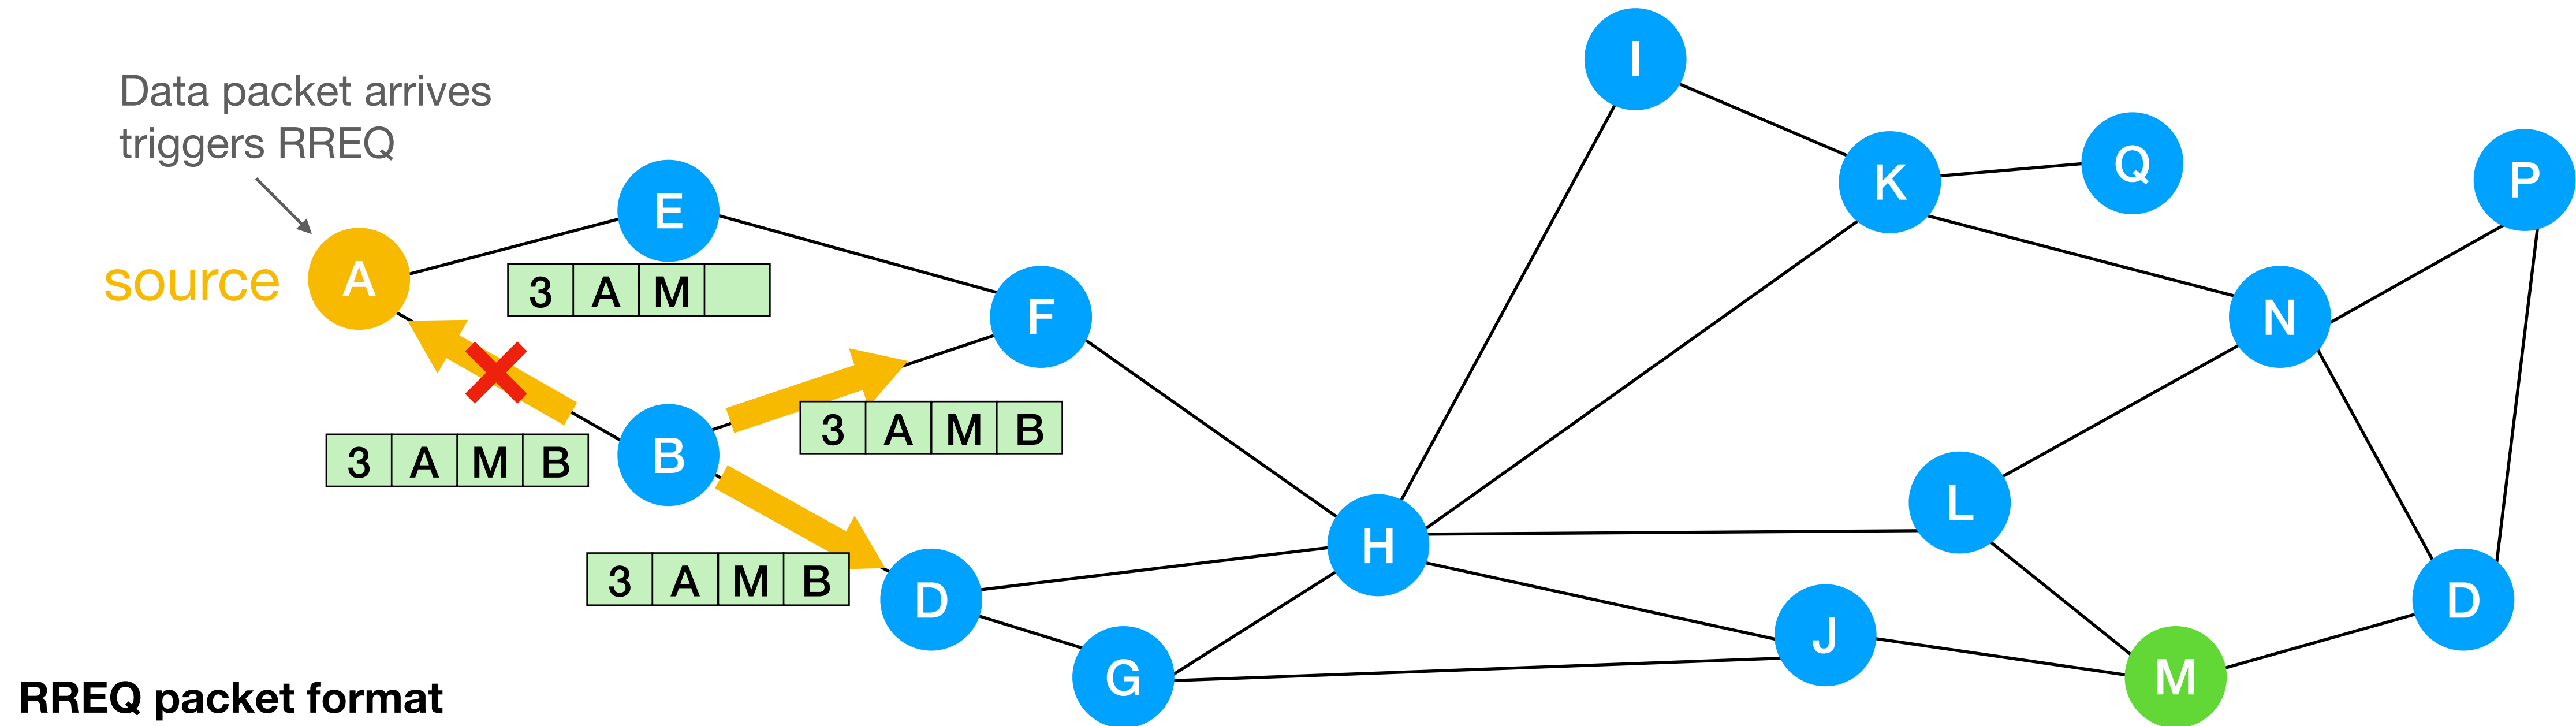 I
Data packet arrives
triggers RREQ
K
Q
P
E
source
A
3 A M
F
N
3 A M B
3 A M B
B
L
H
3 A M B
D
D
J
G
M
RREQ packet format